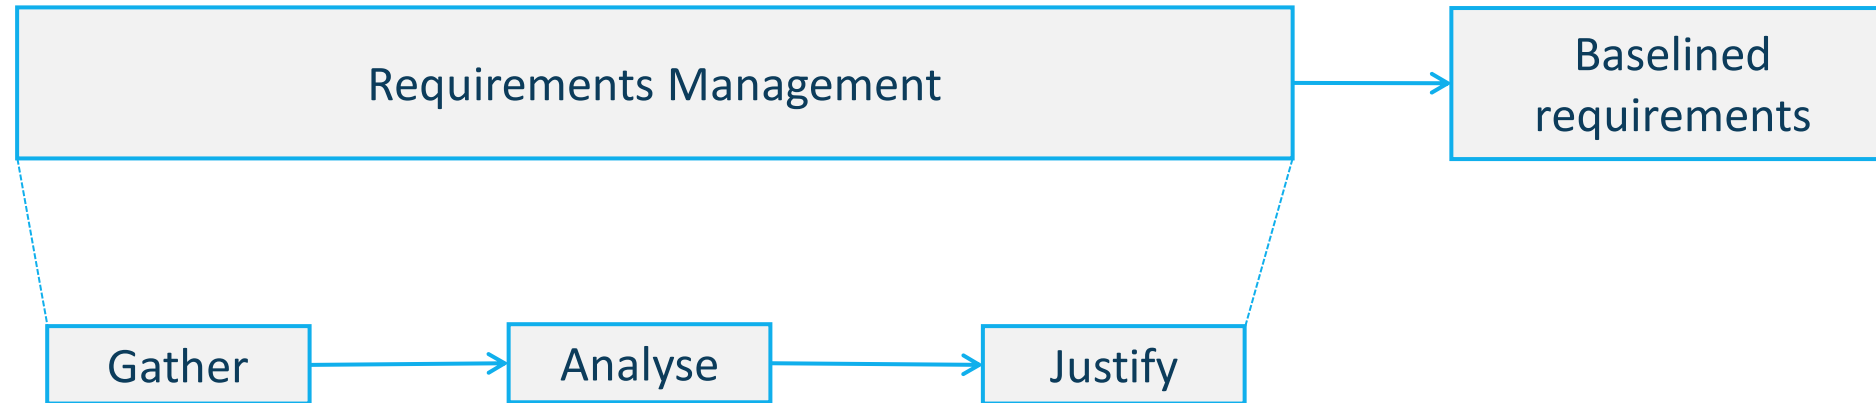 Requirements Management
Baselined
requirements
Gather
Analyse
Justify